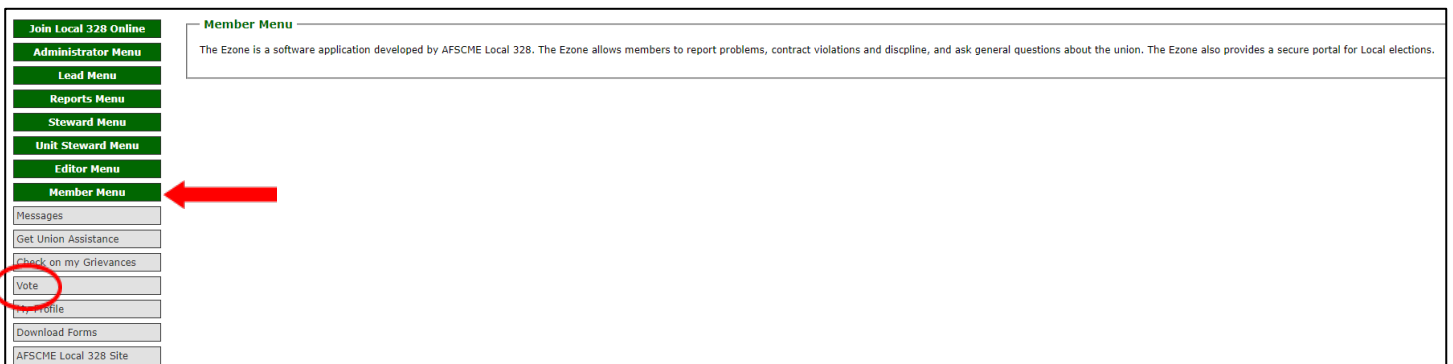 Join Local 328 Online
Administrator Menu
Lead Menu
Reports Menu
Steward Menu
Unit Steward Menu
Editor Menu
Member Menu
Messages
Get Union Assistance
Check on my Grievances
Vote
My Profile
Download Forms
AFSCME Local 328 Site
Member Menu
The Ezone is a software application developed by AFSCME Local 328. The Ezone allows members to report problems, contract violations and discpline, and ask general questions about the union. The Ezone also provides a secure portal for Local elections.